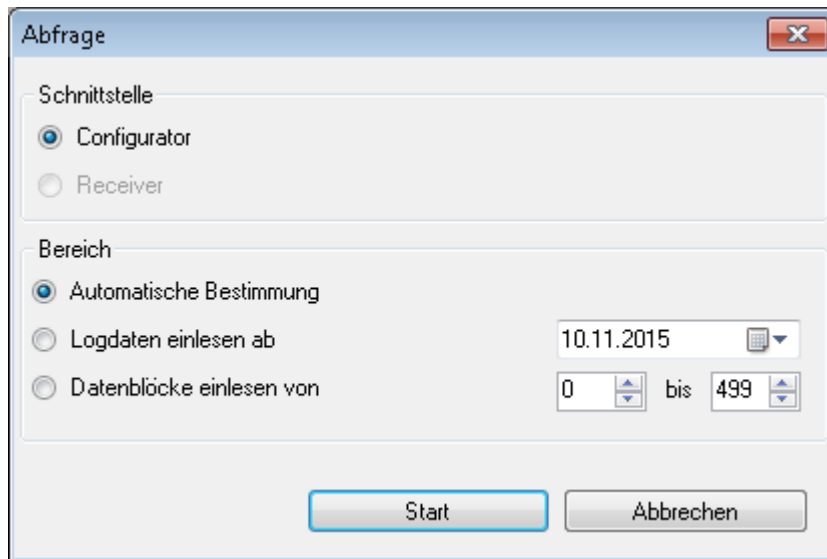 Abfrage
Schnittstelle
Configurator
Receiver
Bereich
Automatische Bestimmung
Logdaten einlesen ab 10.11.2015
Datenblöcke einlesen von 0 bis 499
Start Abbrechen